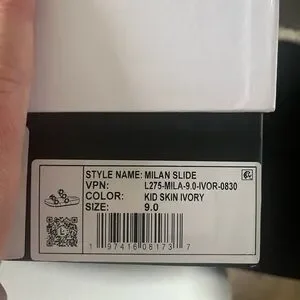 STYLE NAME: MILAN SLIDE
VPN: L275-MILA-9.0-IVOR-0830
COLOR: KID SKIN IVORY
SIZE: 9.0
1 97416 08173 7